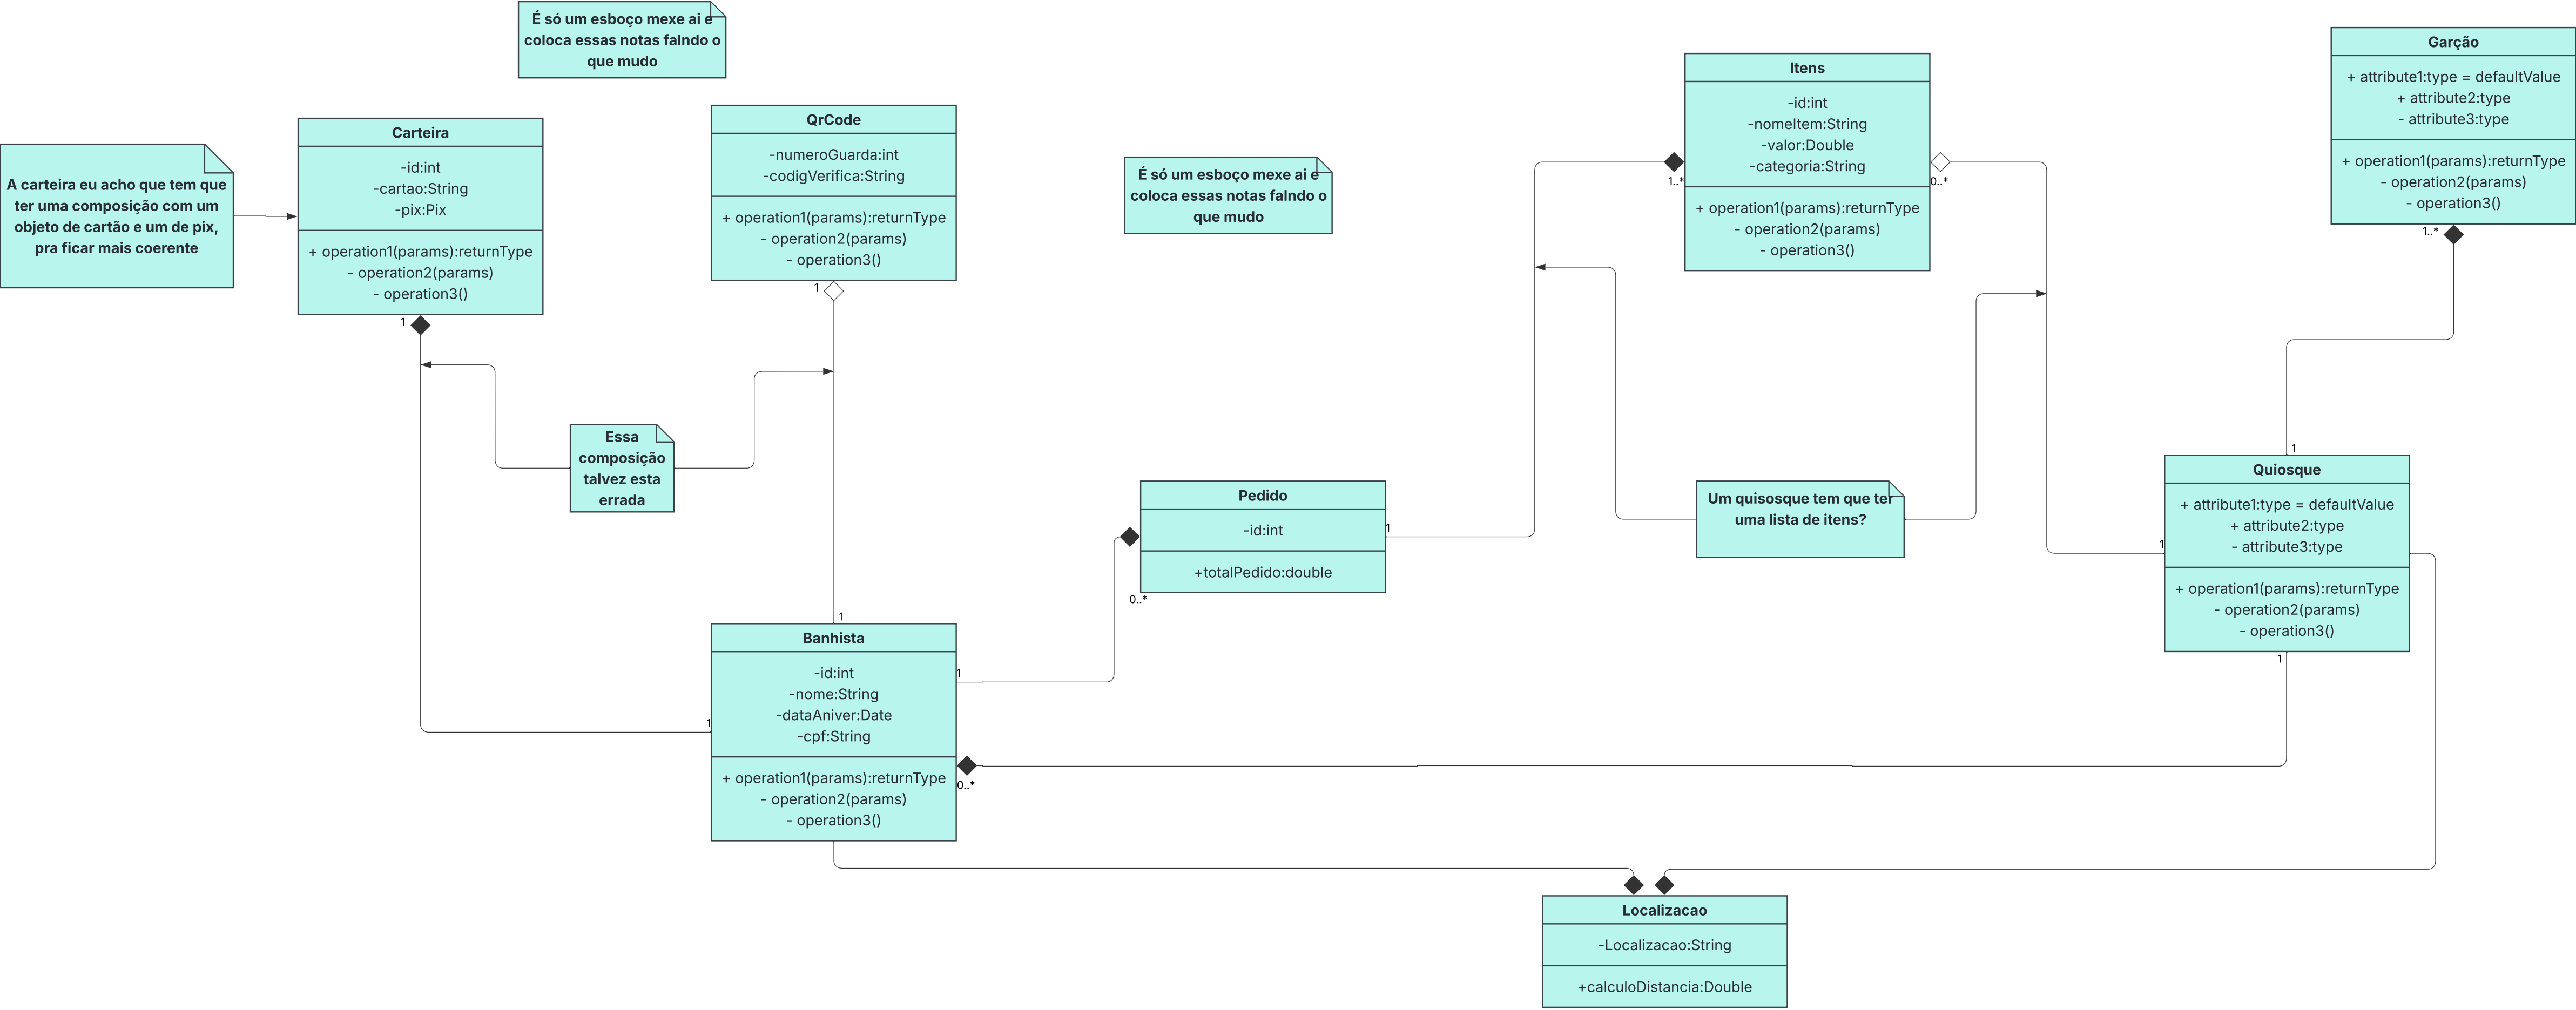 É só um esboço mexe ai e
coloca essas notas falndo o
que mudo
A carteira eu acho que tem que
ter uma composição com um
objeto de cartão e um de pix,
pra ficar mais coerente
Carteira
-id:int
-cartao:String
-pix:Pix
+ operation1(params):returnType
- operation2(params)
- operation3()
1
1
QrCode
-numeroGuarda:int
-codigVerifica:String
+ operation1(params):returnType
- operation2(params)
- operation3()
1
1
Essa
composição
talvez esta
errada
É só um esboço mexe ai e
coloca essas notas falndo o
que mudo
Itens
-id:int
-nomeItem:String
-valor:Double
-categoria:String
+ operation1(params):returnType
- operation2(params)
- operation3()
1..*
0..*
Garção
+ attribute1:type = defaultValue
+ attribute2:type
- attribute3:type
+ operation1(params):returnType
- operation2(params)
- operation3()
1..*
1
Pedido
-id:int
+totalPedido:double
1
0..*
Um quisosque tem que ter
uma lista de itens?
1
Quiosque
+ attribute1:type = defaultValue
+ attribute2:type
- attribute3:type
+ operation1(params):returnType
- operation2(params)
- operation3()
1
Banhista
-id:int
-nome:String
-dataAniver:Date
-cpf:String
+ operation1(params):returnType
- operation2(params)
- operation3()
1
0..*
Localizacao
-Localizacao:String
+calculoDistancia:Double